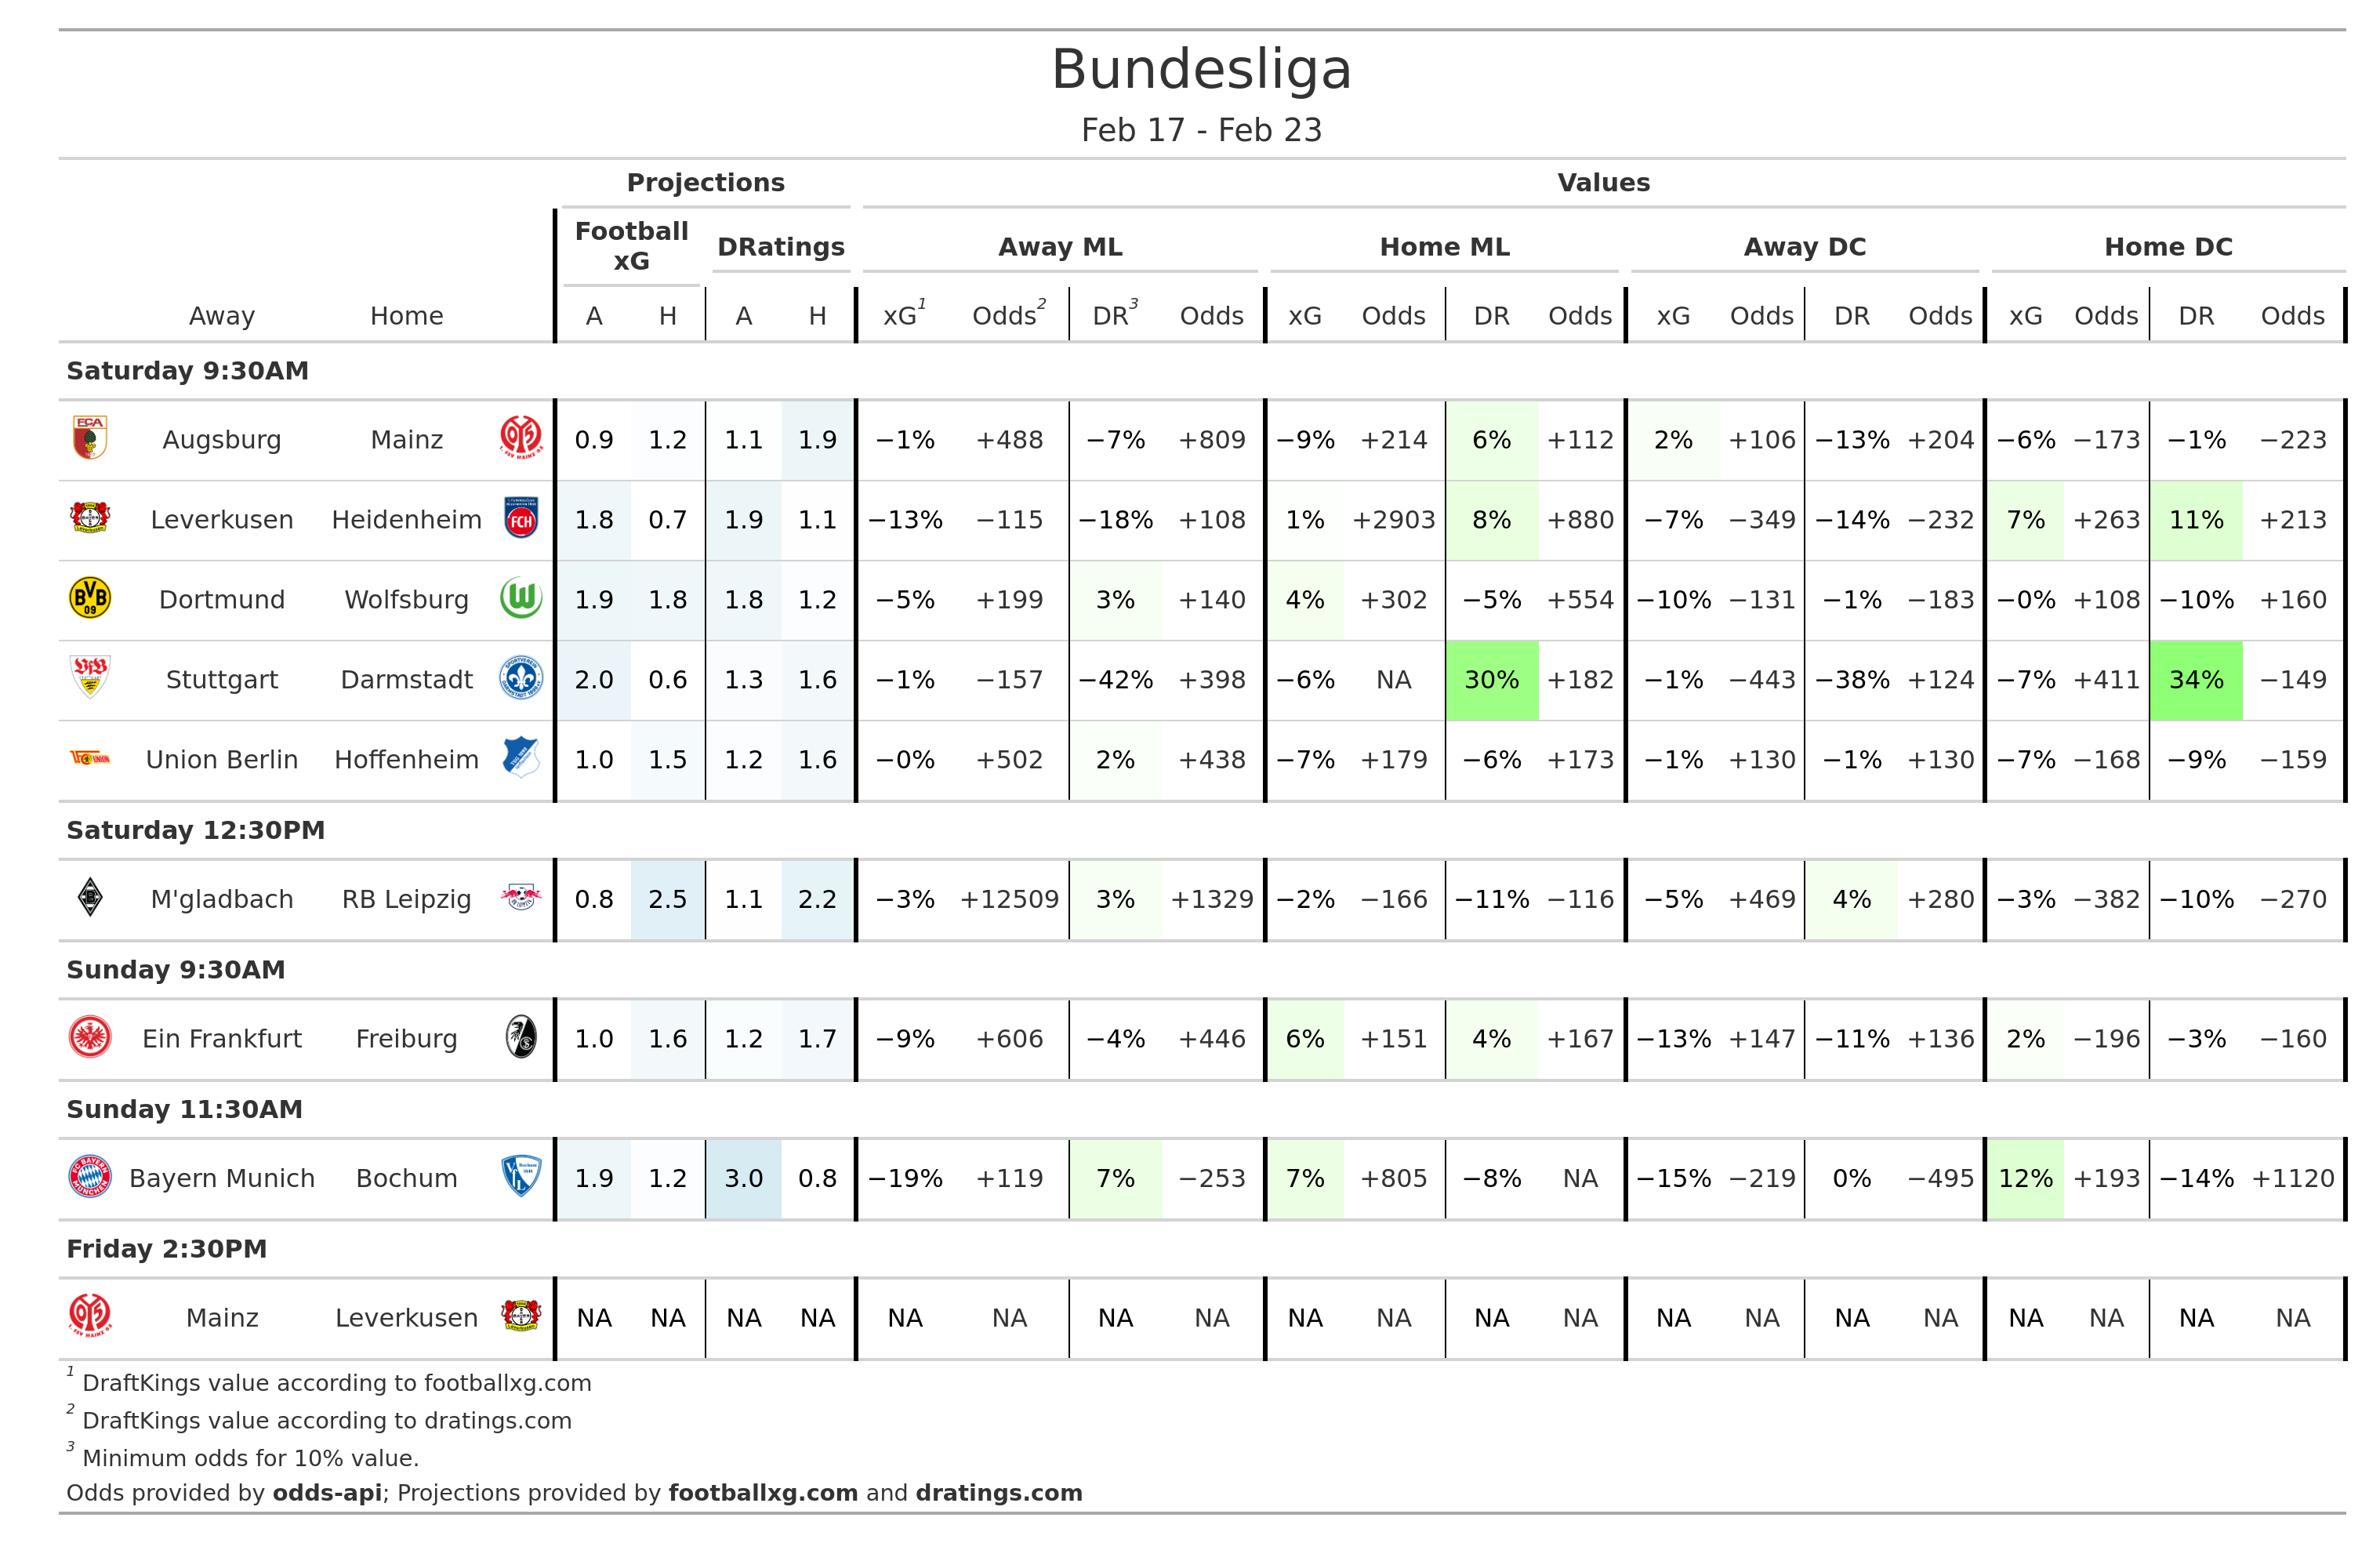 Bundesliga
Feb 17 - Feb 23
Projections Values
Football xG DRatings Away ML Home ML Away DC Home DC
Away Home A H A H xG1 Odds2 DR3 Odds xG Odds DR Odds xG Odds DR Odds xG Odds DR Odds
Saturday 9:30AM
Augsburg Mainz 0.9 1.2 1.1 1.9 −1% +488 −7% +809 −9% +214 6% +112 2% +106 −13% +204 −6% −173 −1% −223
Leverkusen Heidenheim 1.8 0.7 1.9 1.1 −13% −115 −18% +108 1% +2903 8% +880 −7% −349 −14% −232 7% +263 11% +213
Dortmund Wolfsburg 1.9 1.8 1.8 1.2 −5% +199 3% +140 4% +302 −5% +554 −10% −131 −1% −183 −0% +108 −10% +160
Stuttgart Darmstadt 2.0 0.6 1.3 1.6 −1% −157 −42% +398 −6% NA 30% +182 −1% −443 −38% +124 −7% +411 34% −149
Union Berlin Hoffenheim 1.0 1.5 1.2 1.6 −0% +502 2% +438 −7% +179 −6% +173 −1% +130 −1% +130 −7% −168 −9% −159
Saturday 12:30PM
M'gladbach RB Leipzig 0.8 2.5 1.1 2.2 −3% +12509 3% +1329 −2% −166 −11% −116 −5% +469 4% +280 −3% −382 −10% −270
Sunday 9:30AM
Ein Frankfurt Freiburg 1.0 1.6 1.2 1.7 −9% +606 −4% +446 6% +151 4% +167 −13% +147 −11% +136 2% −196 −3% −160
Sunday 11:30AM
Bayern Munich Bochum 1.9 1.2 3.0 0.8 −19% +119 7% −253 7% +805 −8% NA −15% −219 0% −495 12% +193 −14% +1120
Friday 2:30PM
Mainz Leverkusen NA NA NA NA NA NA NA NA NA NA NA NA NA NA NA NA NA NA NA NA
1 DraftKings value according to footballxg.com
2 DraftKings value according to dratings.com
3 Minimum odds for 10% value.
Odds provided by odds-api; Projections provided by footballxg.com and dratings.com